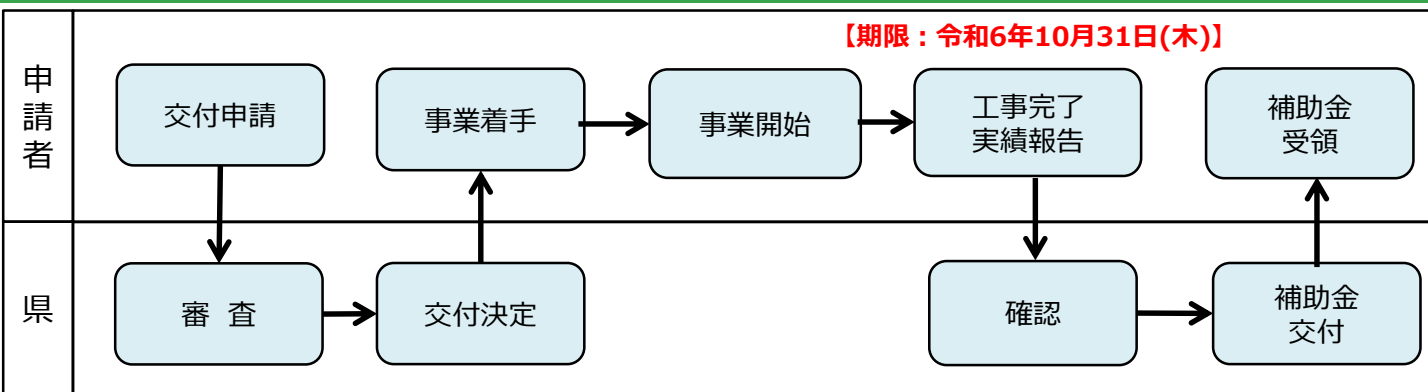 【期限：令和6年10月31日(木)】
申請者
交付申請
事業着手
事業開始
工事完了
実績報告
補助金
受領
県
審 査
交付決定
確認
補助金
交付